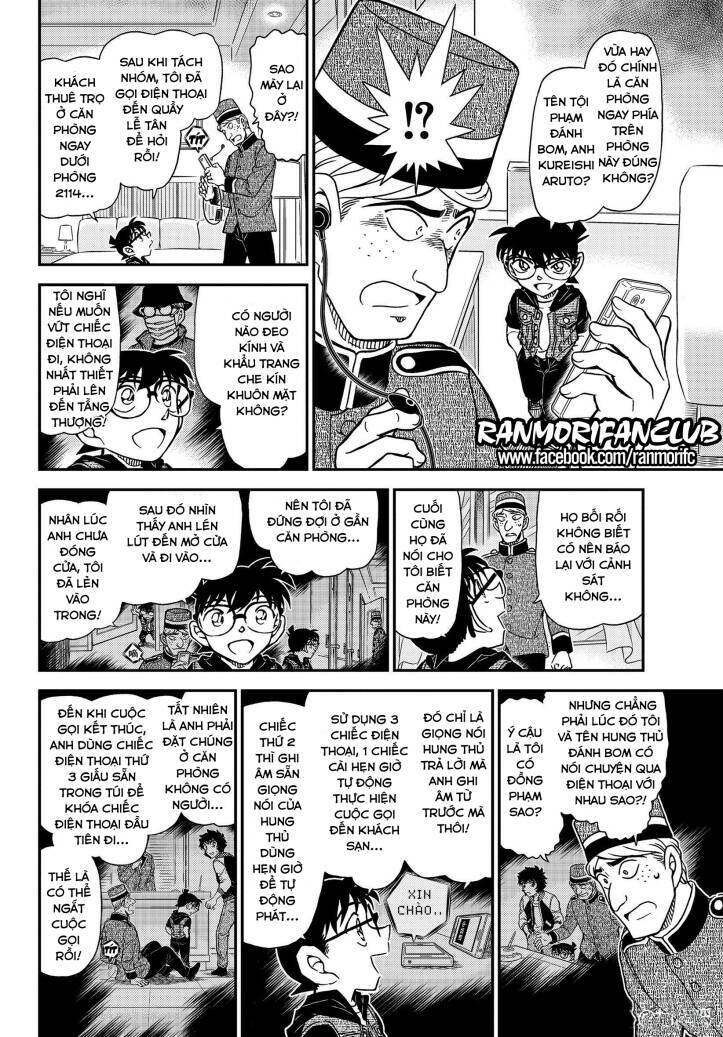 VỪA HAY
ĐÓ CHÍNH
LÀ CĂN
PHÒNG
NGAY PHÍA
TRÊN
PHÒNG
NÀY ĐÚNG
KHÔNG?
TÊN TỘI
PHẠM
ĐÁNH
BOM, ANH
KUREISHI
ARUTO?
!?
SAO
MÀY LẠI
Ở
ĐÂY?!
SAU KHI TÁCH
NHÓM, TÔI ĐÃ
GỌI ĐIỆN THOẠI
ĐẾN QUẦY
LỄ TÂN
ĐỂ HỎI
RỒI!
KHÁCH
THUÊ TRỌ
Ở CĂN
PHÒNG
NGAY
DƯỚI
PHÒNG
2114...
CÓ NGƯỜI
NÀO ĐEO
KÍNH VÀ
KHẨU TRANG
CHE KÍN
KHUÔN MẶT
KHÔNG?
TÔI NGHĨ
NẾU MUỐN
VỨT CHIẾC
ĐIỆN THOẠI
ĐI, KHÔNG
NHẤT THIẾT
PHẢI LÊN
ĐẾN TẦNG
THƯỢNG!
RANMORIFANCLUB
www.facebook.com/ranmorifc
HỌ BỐI RỐI
KHÔNG BIẾT
CÓ NÊN BÁO
LẠI VỚI CẢNH
SÁT
KHÔNG...
CUỐI
CÙNG
HỌ ĐÃ
NÓI CHO
TÔI BIẾT
CĂN
PHÒNG
NÀY!
NÊN TÔI ĐÃ
ĐỨNG ĐỢI Ở GẦN
CĂN PHÒNG...
SAU ĐÓ NHÌN
THẤY ANH LÉN
LÚT ĐẾN MỞ CỬA
VÀ ĐI VÀO...
NHÂN LÚC
ANH CHƯA
ĐÓNG
CỬA, TÔI
ĐÃ LẺN
VÀO
TRONG!
NHƯNG CHẲNG
PHẢI LÚC ĐÓ TÔI
VÀ TÊN HUNG THỦ
ĐÁNH BOM CÓ
NÓI CHUYỆN QUA
ĐIỆN THOẠI VỚI
NHAU SAO?!
Ý CẬU
LÀ TÔI
CÓ
ĐỒNG
PHẠM
SAO?
ĐÓ CHỈ LÀ
GIỌNG NÓI
HUNG THỦ
TRẢ LỜI MÀ
ANH GHI
ÂM TỪ
TRƯỚC MÀ
THÔI!
SỬ DỤNG 3
CHIẾC ĐIỆN
THOẠI, 1 CHIẾC
CÀI HẸN GIỜ
TỰ ĐỘNG
THỰC HIỆN
CUỘC GỌI
ĐẾN KHÁCH
SẠN...
CHIẾC
THỨ 2
THÌ GHI
ÂM SẴN
GIỌNG
NÓI CỦA
HUNG
THỦ
DÙNG
HẸN GIỜ
ĐỂ TỰ
ĐỘNG
PHÁT...
XIN
CHÀO..
TẤT NHIÊN
LÀ ANH PHẢI
ĐẶT CHÚNG
Ở CĂN
PHÒNG
KHÔNG CÓ
NGƯỜI...
ĐẾN KHI CUỘC
GỌI KẾT THÚC,
ANH DÙNG CHIẾC
ĐIỆN THOẠI THỨ
3 GIẤU SẴN
TRONG TÚI ĐỂ
KHÓA CHIẾC
ĐIỆN THOẠI ĐẦU
TIÊN ĐI...
THẾ LÀ
CÓ THỂ
NGẮT
CUỘC
GỌI
RỒI!